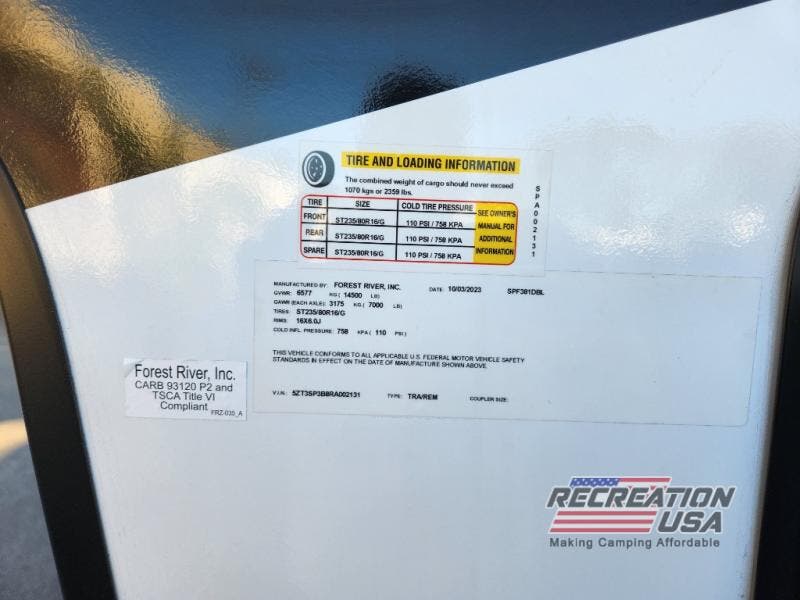 TIRE AND LOADING INFORMATION
The combined weight of cargo should never exceed
1070 kgs or 2359 lbs.
TIRE SIZE COLD TIRE PRESSURE
FRONT ST235/80R16/G 110 PSI / 758 KPA
REAR ST235/80R16/G 110 PSI / 758 KPA
SPARE ST235/80R16/G 110 PSI / 758 KPA
SEE OWNER'S
MANUAL FOR
ADDITIONAL
INFORMATION
SPA002131
MANUFACTURED BY: FOREST RIVER, INC. DATE: 10/03/2023 SPF381DBL
GVWR: 6577 KG ( 14500 LB)
GAWR (EACH AXLE): 3175 KG ( 7000 LB)
TIRES: ST235/80R16/G
RIMS: 16X6.0J
COLD INFL. PRESSURE: 758 KPA ( 110 PSI)
THIS VEHICLE CONFORMS TO ALL APPLICABLE U.S. FEDERAL MOTOR VEHICLE SAFETY
STANDARDS IN EFFECT ON THE DATE OF MANUFACTURE SHOWN ABOVE.
V.I.N.: 5ZT3SP3B8RA002131 TYPE: TRA/REM COUPLER SIZE:
Forest River, Inc.
CARB 93120 P2 and
TSCA Title VI
Compliant
FRZ-035_A
RECREATION
USA
Making Camping Affordable